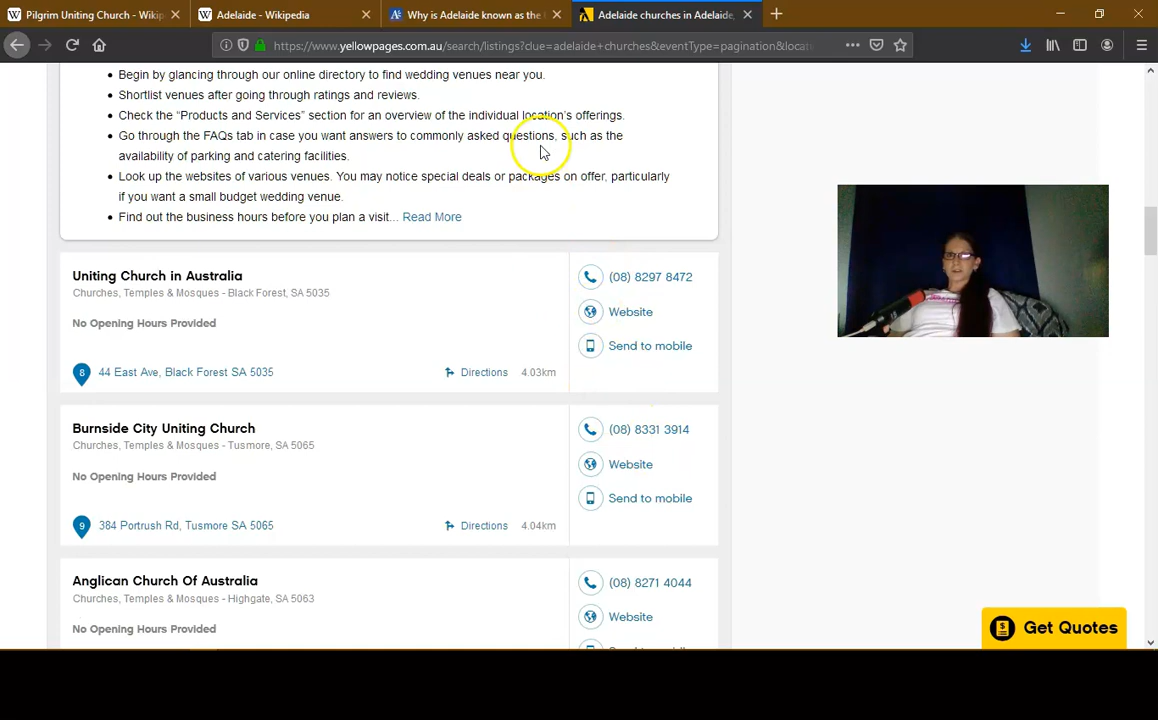 Pilgrim Uniting Church - Wikip
Adelaide - Wikipedia
Why is Adelaide known as the
Adelaide churches in Adelaide,
https://www.yellowpages.com.au/search/listings?clue=adelaide+churches&eventType=pagination&locati
Begin by glancing through our online directory to find wedding venues near you.
Shortlist venues after going through ratings and reviews.
Check the “Products and Services” section for an overview of the individual location’s offerings.
Go through the FAQs tab in case you want answers to commonly asked questions, such as the
availability of parking and catering facilities.
Look up the websites of various venues. You may notice special deals or packages on offer, particularly
if you want a small budget wedding venue.
Find out the business hours before you plan a visit... Read More
Uniting Church in Australia
Churches, Temples & Mosques - Black Forest, SA 5035
No Opening Hours Provided
8 44 East Ave, Black Forest SA 5035
Directions 4.03km
(08) 8297 8472
Website
Send to mobile
Burnside City Uniting Church
Churches, Temples & Mosques - Tusmore, SA 5065
No Opening Hours Provided
9 384 Portrush Rd, Tusmore SA 5065
Directions 4.04km
(08) 8331 3914
Website
Send to mobile
Anglican Church Of Australia
Churches, Temples & Mosques - Highgate, SA 5063
No Opening Hours Provided
(08) 8271 4044
Website
Get Quotes